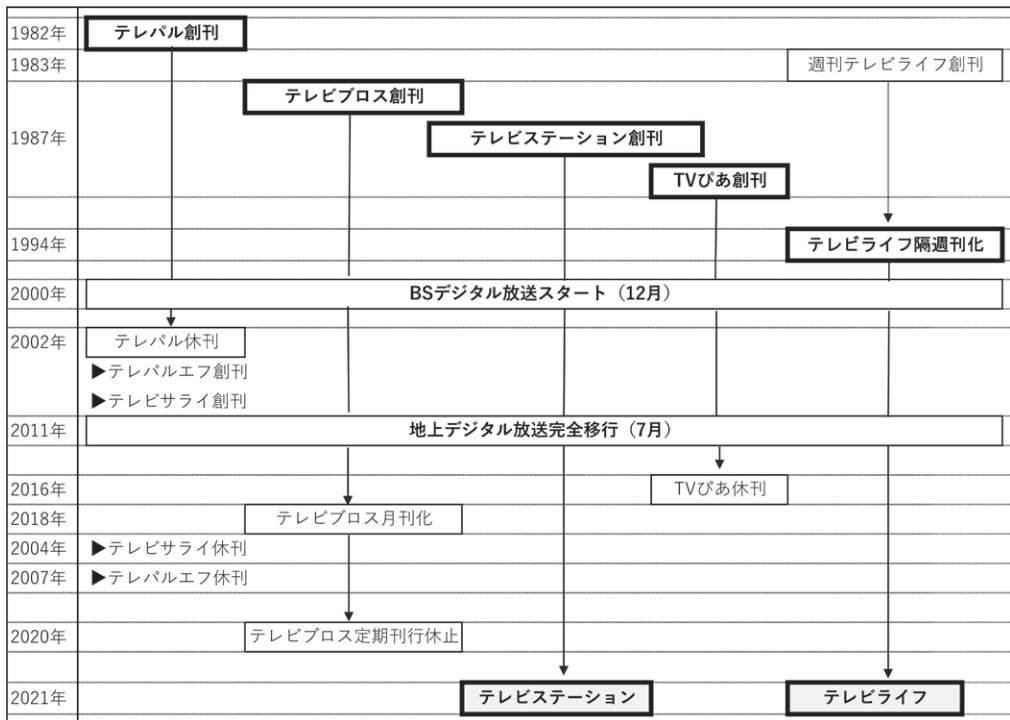 1982年 テレパル創刊
1983年 週刊テレビライフ創刊
テレビブロス創刊
1987年 テレビステーション創刊
TVぴあ創刊
1994年 テレビライフ隔週刊化
2000年 BSデジタル放送スタート（12月）
2002年 テレパル休刊
▶テレパルエフ創刊
▶テレビサライ創刊
2011年 地上デジタル放送完全移行（7月）
2016年 TVぴあ休刊
2018年 テレビブロス月刊化
2004年 ▶テレビサライ休刊
2007年 ▶テレパルエフ休刊
2020年 テレビブロス定期刊行休止
2021年 テレビステーション テレビライフ